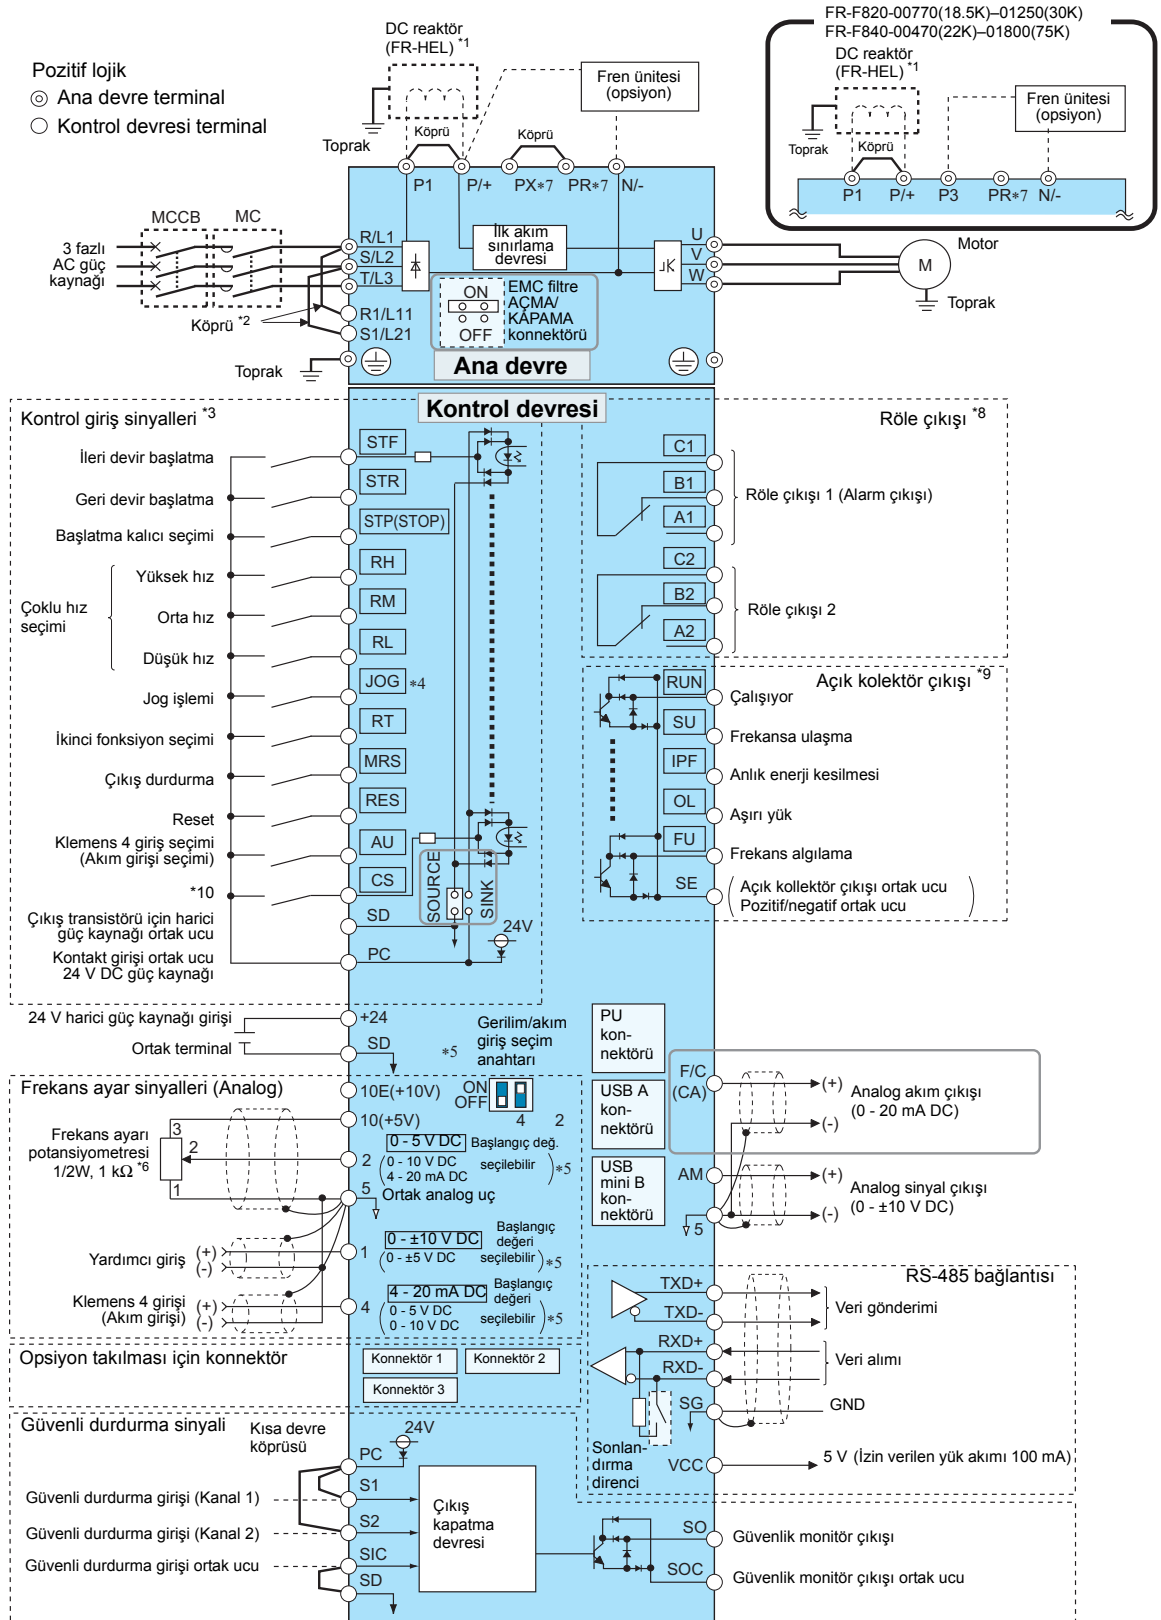 FR-F820-00770(18.5K)–01250(30K)
FR-F840-00470(22K)–01800(75K)
DC reaktör
(FR-HEL) *1
Fren ünitesi
(opsiyon)
Toprak
Köprü
P1
P/+
P3
PR*7
N/-
Pozitif lojik
Ana devre terminal
Kontrol devresi terminal
DC reaktör
(FR-HEL) *1
Fren ünitesi
(opsiyon)
Toprak
Köprü
Köprü
P1
P/+
PX*7
PR*7
N/-
MCCB
MC
3 fazlı
AC güç
kaynağı
R/L1
S/L2
T/L3
R1/L11
S1/L21
Köprü *2
Toprak
İlk akım
sınırlama
devresi
ON
OFF
EMC filtre
AÇMA/
KAPAMA
konnektörü
U
V
W
Motor
M
Toprak
Ana devre
Kontrol devresi
Kontrol giriş sinyalleri *3
İleri devir başlatma
STF
Geri devir başlatma
STR
Başlatma kalıcı seçimi
STP(STOP)
Çoklu hız
seçimi
Yüksek hız
RH
Orta hız
RM
Düşük hız
RL
Jog işlemi
JOG *4
İkinci fonksiyon seçimi
RT
Çıkış durdurma
MRS
Reset
RES
Klemens 4 giriş seçimi
(Akım girişi seçimi)
AU
*10
CS
Çıkış transistörü için harici
güç kaynağı ortak ucu
SD
Kontakt girişi ortak ucu
24 V DC güç kaynağı
PC
SOURCE
SINK
24V
Röle çıkışı *8
C1
B1
A1
Röle çıkışı 1 (Alarm çıkışı)
C2
B2
A2
Röle çıkışı 2
Açık kolektör çıkışı *9
RUN
Çalışıyor
SU
Frekansa ulaşma
IPF
Anlık enerji kesilmesi
OL
Aşırı yük
FU
Frekans algılama
SE
Açık kollektör çıkışı ortak ucu
Pozitif/negatif ortak ucu
24 V harici güç kaynağı girişi
+24
Ortak terminal
SD
*5
Gerilim/akım
giriş seçim
anahtarı
ON
OFF
4
2
PU
kon-
nektörü
USB A
kon-
nektörü
USB
mini B
kon-
nektörü
F/C
(CA)
(+)
(-)
Analog akım çıkışı
(0 - 20 mA DC)
AM
5
(+)
(-)
Analog sinyal çıkışı
(0 - ±10 V DC)
Frekans ayar sinyalleri (Analog)
Frekans ayarı
potansiyometresi
1/2W, 1 kΩ *6
3
2
1
10E(+10V)
10(+5V)
2
0 - 5 V DC
Başlangıç değ.
0 - 10 V DC
4 - 20 mA DC
seçilebilir
*5
5
Ortak analog uç
Yardımcı giriş
(+)
(-)
1
0 - ±10 V DC
Başlangıç
değeri
0 - ±5 V DC
seçilebilir
*5
Klemens 4 girişi
(Akım girişi)
(+)
(-)
4
4 - 20 mA DC
Başlangıç
değeri
0 - 5 V DC
0 - 10 V DC
seçilebilir
*5
RS-485 bağlantısı
TXD+
TXD-
Veri gönderimi
RXD+
RXD-
Veri alımı
SG
GND
Sonlan-
dırma
direnci
VCC
5 V (İzin verilen yük akımı 100 mA)
Opsiyon takılması için konnektör
Konnektör 1
Konnektör 2
Konnektör 3
Güvenli durdurma sinyali
Kısa devre
köprüsü
24V
PC
Güvenli durdurma girişi (Kanal 1)
S1
Güvenli durdurma girişi (Kanal 2)
S2
Güvenli durdurma girişi ortak ucu
SIC
SD
Çıkış
kapatma
devresi
SO
Güvenlik monitör çıkışı
SOC
Güvenlik monitör çıkışı ortak ucu